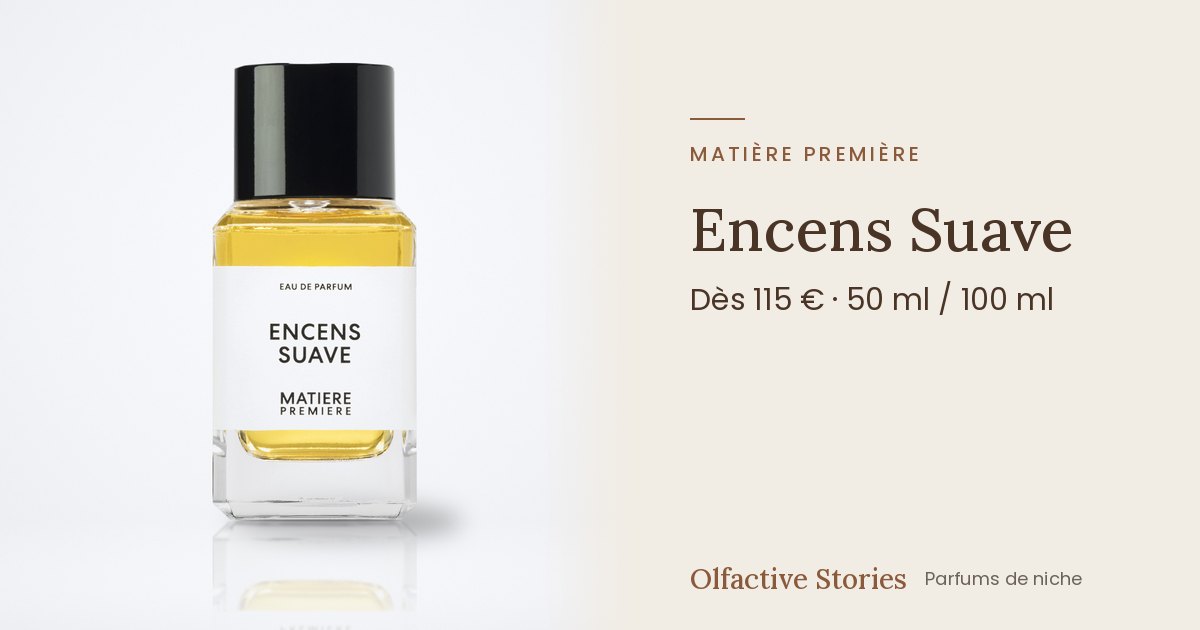 EAU DE PARFUM
ENCENS
SUAVE
MATIERE
PREMIERE
MATIÈRE PREMIÈRE
Encens Suave
Dès 115 € · 50 ml / 100 ml
Olfactive Stories Parfums de niche